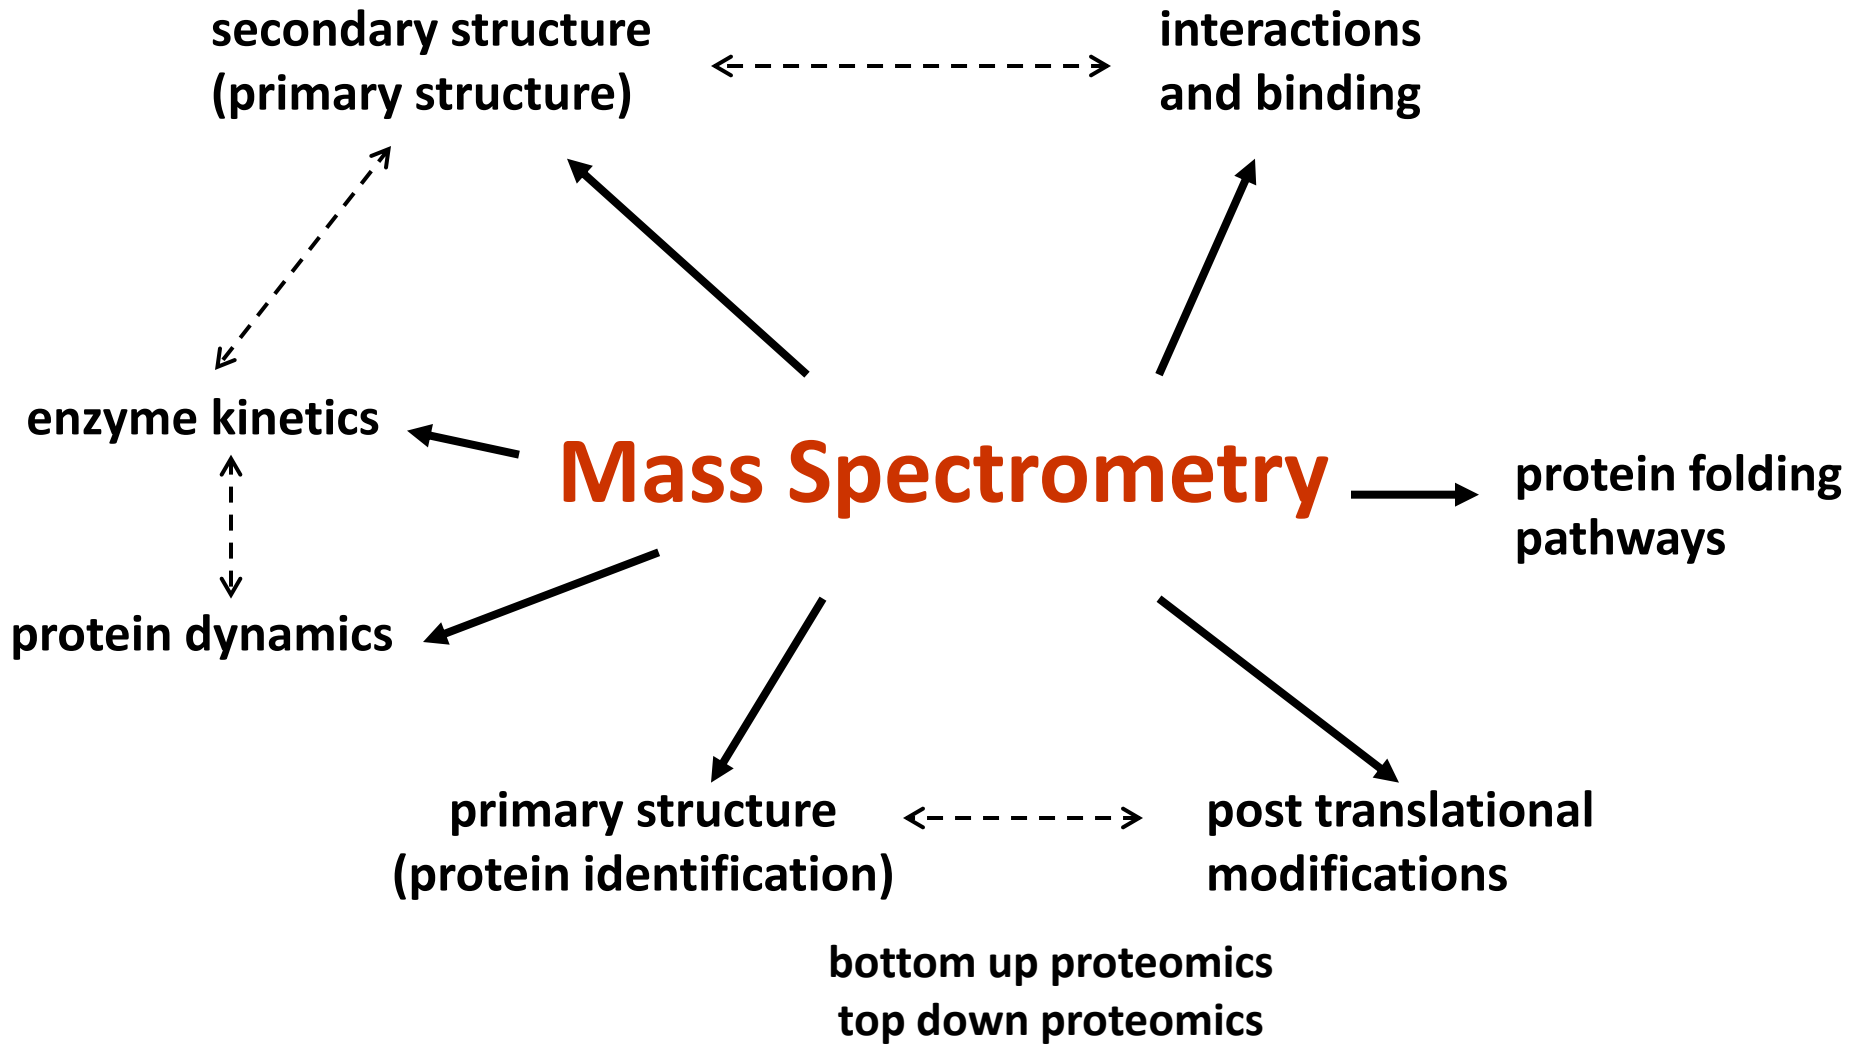 secondary structure
(primary structure)
interactions
and binding
enzyme kinetics
Mass Spectrometry
protein folding
pathways
protein dynamics
primary structure
(protein identification)
post translational
modifications
bottom up proteomics
top down proteomics